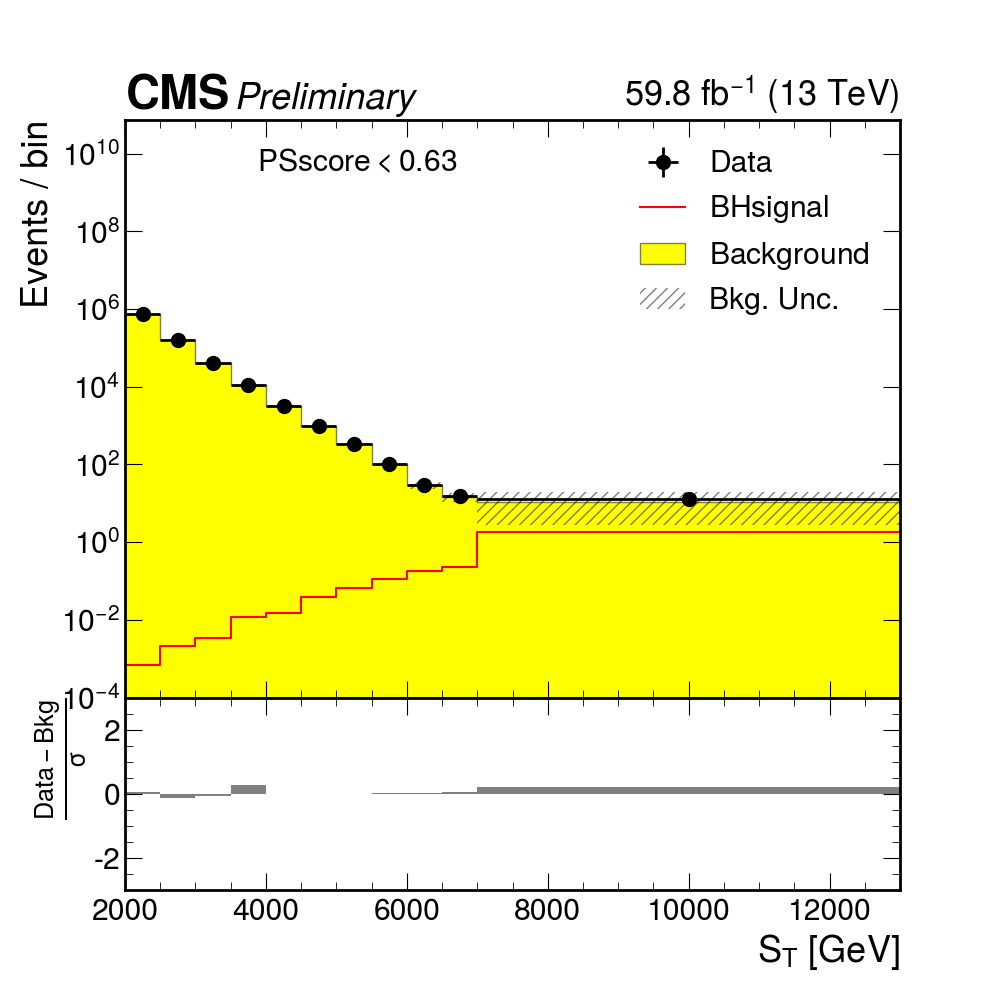 CMS Preliminary 59.8 fb⁻¹ (13 TeV)
Events / bin
PSscore < 0.63
Data
BHsignal
Background
Bkg. Unc.
10¹⁰
10⁸
10⁶
10⁴
10²
10⁰
10⁻²
10⁻⁴
Data – Bkg
σ
2
0
-2
2000 4000 6000 8000 10000 12000
S_T [GeV]